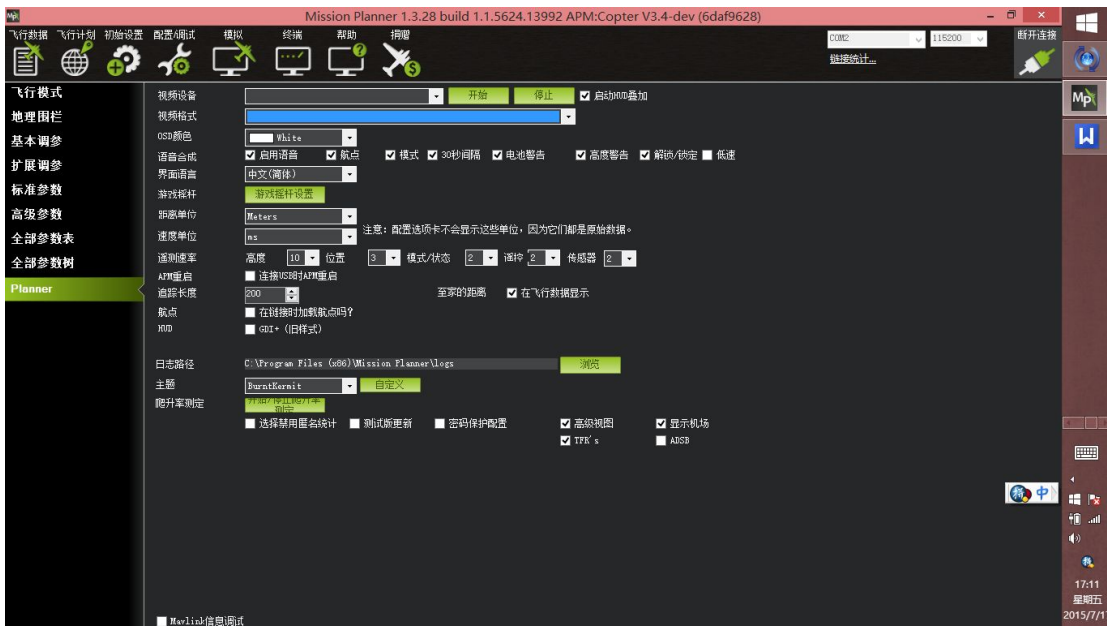 Mission Planner 1.3.28 build 1.1.5624.13992 APM:Copter V3.4-dev (6daf9628)
飞行数据 飞行计划 初始设置 配置/调试 模拟 终端 帮助 捐赠 COM2 115200 断开连接
链接统计...
飞行模式
地理围栏
基本调参
扩展调参
标准参数
高级参数
全部参数表
全部参数树
Planner
视频设备 开始 停止 启动HUD叠加
视频格式
OSD颜色 White
语音合成 启用语音 航点 模式 30秒间隔 电池警告 高度警告 解锁/锁定 低速
界面语言 中文(简体)
游戏摇杆 游戏摇杆设置
距离单位 Meters
注意: 配置选项卡不会显示这些单位，因为它们都是原始数据。
速度单位 ms
遥测速率 高度 10 位置 3 模式/状态 2 遥控 2 传感器 2
APM重启 连接USB时APM重启
追踪长度 200 至家的距离 在飞行数据显示
航点 在链接时加载航点吗?
HUD GDI+ (旧样式)
日志路径 C:\Program Files (x86)\Mission Planner\logs 浏览
主题 BurntKermit 自定义
爬升率测定 开始/停止爬升率测定
选择禁用匿名统计 测试版更新 密码保护配置 高级视图 显示机场
TFR's ADSB
Mavlink信息调试
中
17:11
星期五
2015/7/1